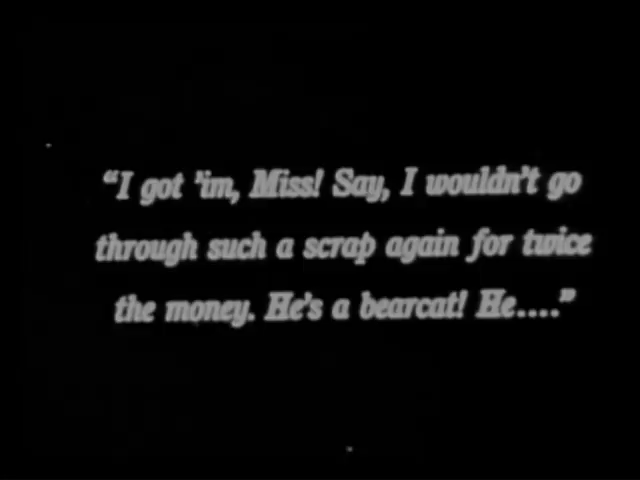 “I got ’im, Miss! Say, I wouldn’t go
through such a scrap again for twice
the money. He’s a bearcat! He....”